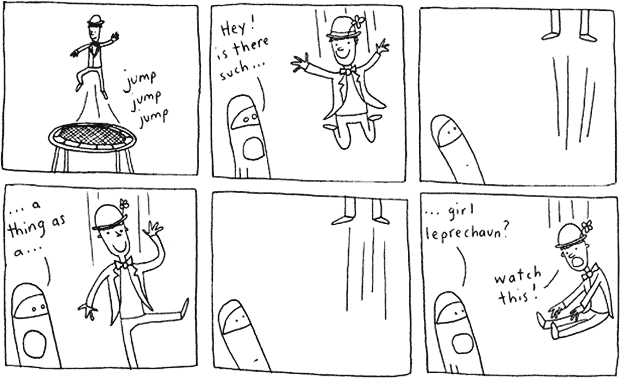 jump
jump
jump
Hey!
is there
such...
... a
thing as
a...
... girl
leprechaun?
watch
this!